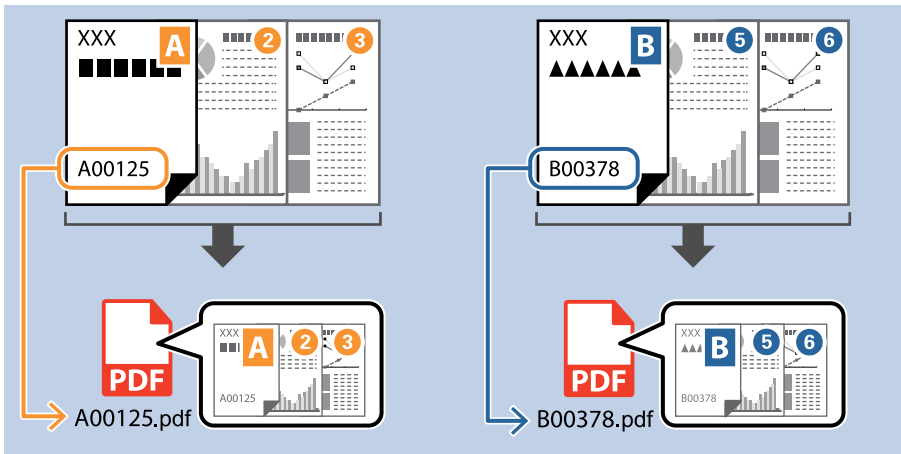 XXX A 2 3
A00125
XXX B 5 6
B00378
PDF
XXX A 2 3
A00125
A00125.pdf
PDF
XXX B 5 6
B00378
B00378.pdf